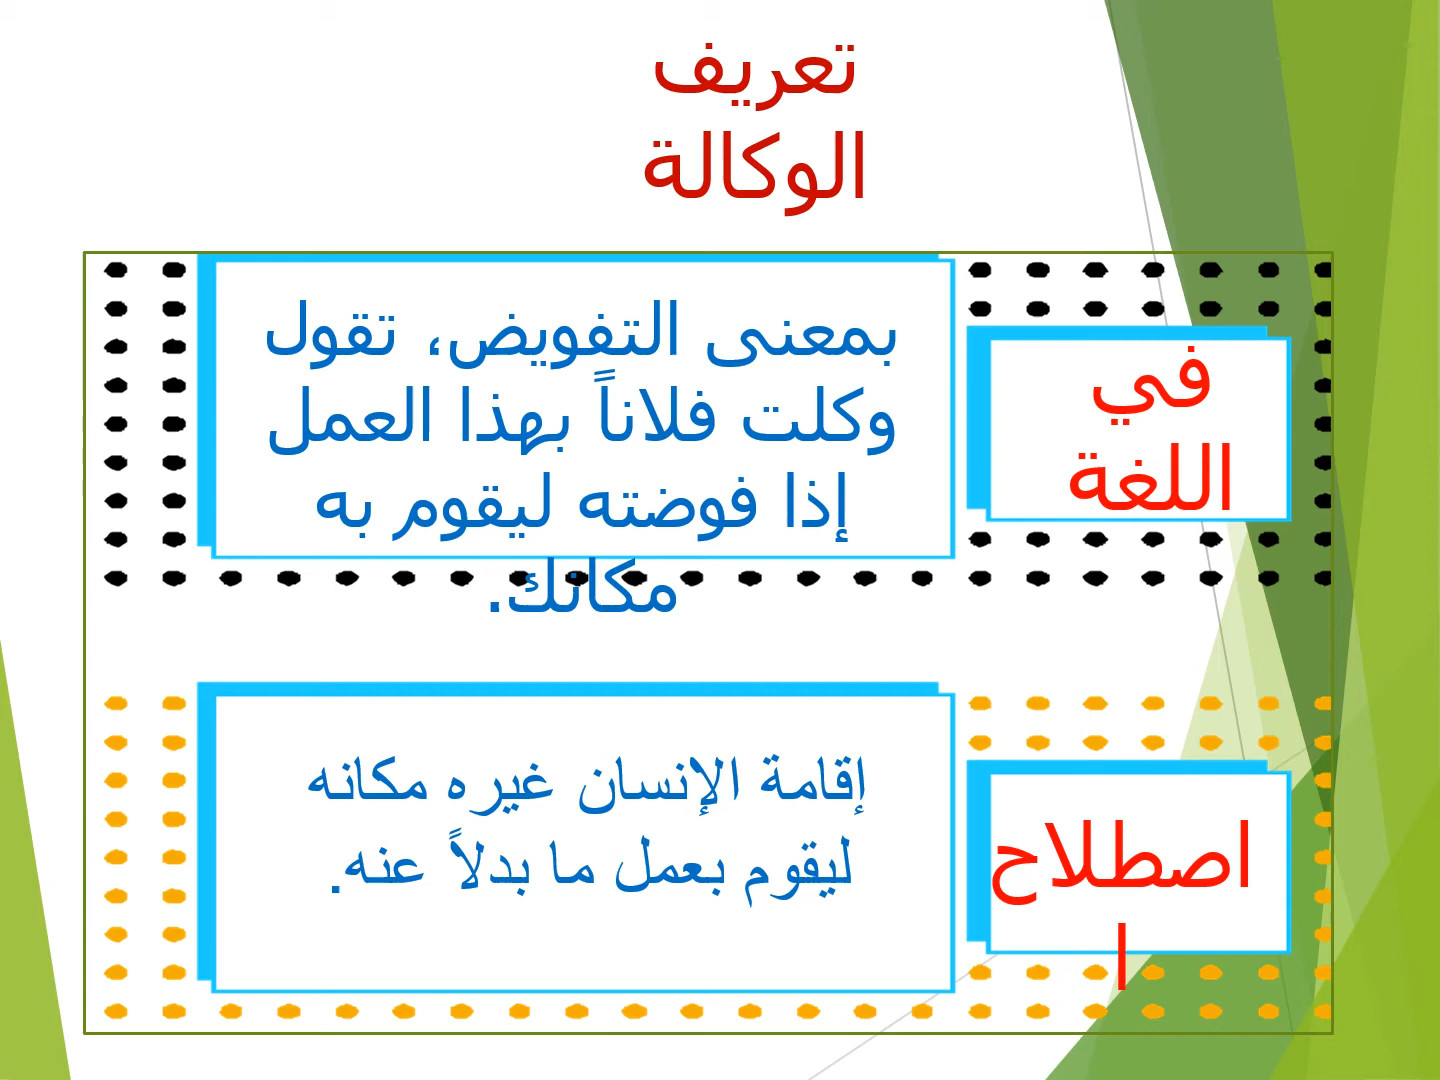 تعريف
الوكالة
في
اللغة
بمعنى التفويض، تقول
وكلت فلاناً بهذا العمل
إذا فوضته ليقوم به
مكانك.
اصطلاح
ا
إقامة الإنسان غيره مكانه
ليقوم بعمل ما بدلاً عنه.